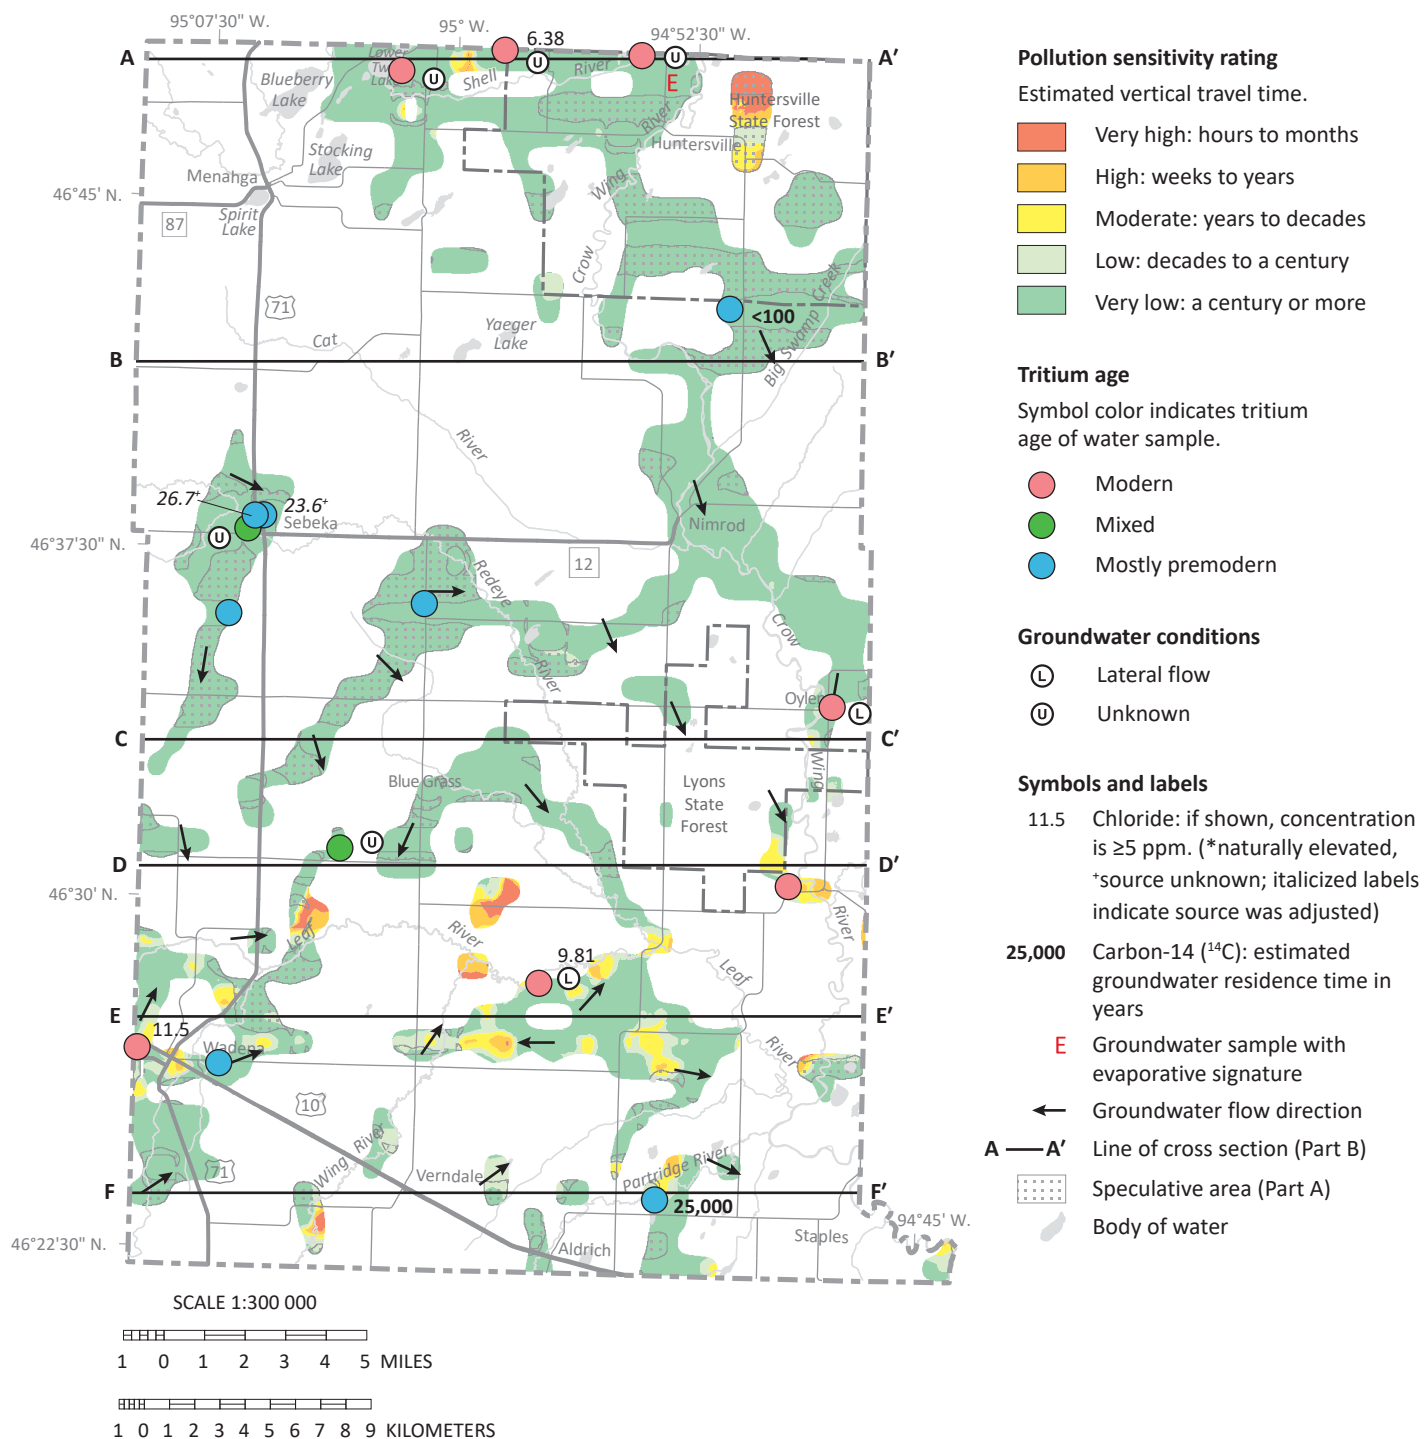 95°07'30" W.
95° W.
94°52'30" W.
A
A′
6.38
Lower
Twin
Lake
U
U
U
E
Shell
River
Blueberry
Lake
Huntersville
State Forest
River
Huntersville
Stocking
Lake
Menahga
Wing
46°45' N.
Spirit
Lake
87
Crow
71
<100
Big Swamp Creek
Yaeger
Lake
Cat
B
B′
River
26.7+
23.6+
Sebeka
U
Nimrod
46°37'30" N.
12
Redeye
Crow
River
Oylen
L
C
C′
Wing
Blue Grass
Lyons
State
Forest
U
D
D′
46°30' N.
River
Leaf
River
9.81
L
Leaf
E
E′
11.5
Wadena
River
10
Wing River
71
Verndale
Partridge River
F
F′
25,000
94°45' W.
46°22'30" N.
Aldrich
Staples
SCALE 1:300 000
1 0 1 2 3 4 5 MILES
1 0 1 2 3 4 5 6 7 8 9 KILOMETERS
Pollution sensitivity rating
Estimated vertical travel time.
Very high: hours to months
High: weeks to years
Moderate: years to decades
Low: decades to a century
Very low: a century or more
Tritium age
Symbol color indicates tritium
age of water sample.
Modern
Mixed
Mostly premodern
Groundwater conditions
L Lateral flow
U Unknown
Symbols and labels
11.5 Chloride: if shown, concentration
is ≥5 ppm. (*naturally elevated,
+source unknown; italicized labels
indicate source was adjusted)
25,000 Carbon-14 (14C): estimated
groundwater residence time in
years
E Groundwater sample with
evaporative signature
Groundwater flow direction
A A′ Line of cross section (Part B)
Speculative area (Part A)
Body of water